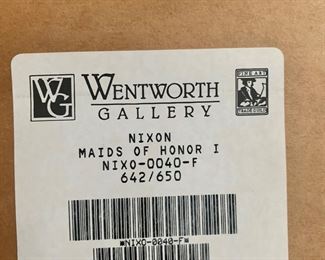 WG
WENTWORTH
GALLERY
FINE ART
TRADE GUILD
NIXON
MAIDS OF HONOR I
NIXO-0040-F
642/650
*NIXO-0040-F*